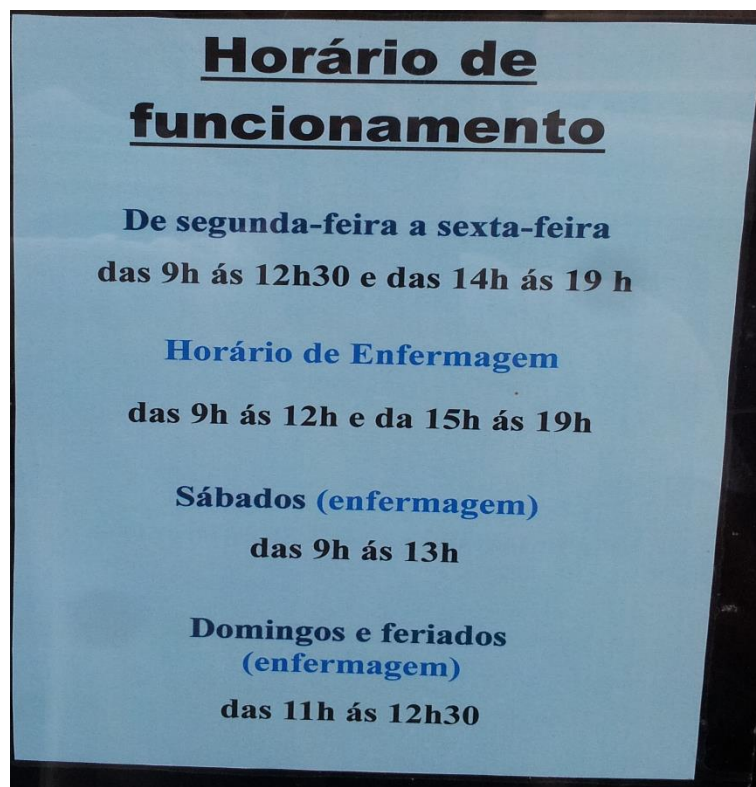 Horário de
funcionamento
De segunda-feira a sexta-feira
das 9h ás 12h30 e das 14h ás 19 h
Horário de Enfermagem
das 9h ás 12h e da 15h ás 19h
Sábados (enfermagem)
das 9h ás 13h
Domingos e feriados
(enfermagem)
das 11h ás 12h30